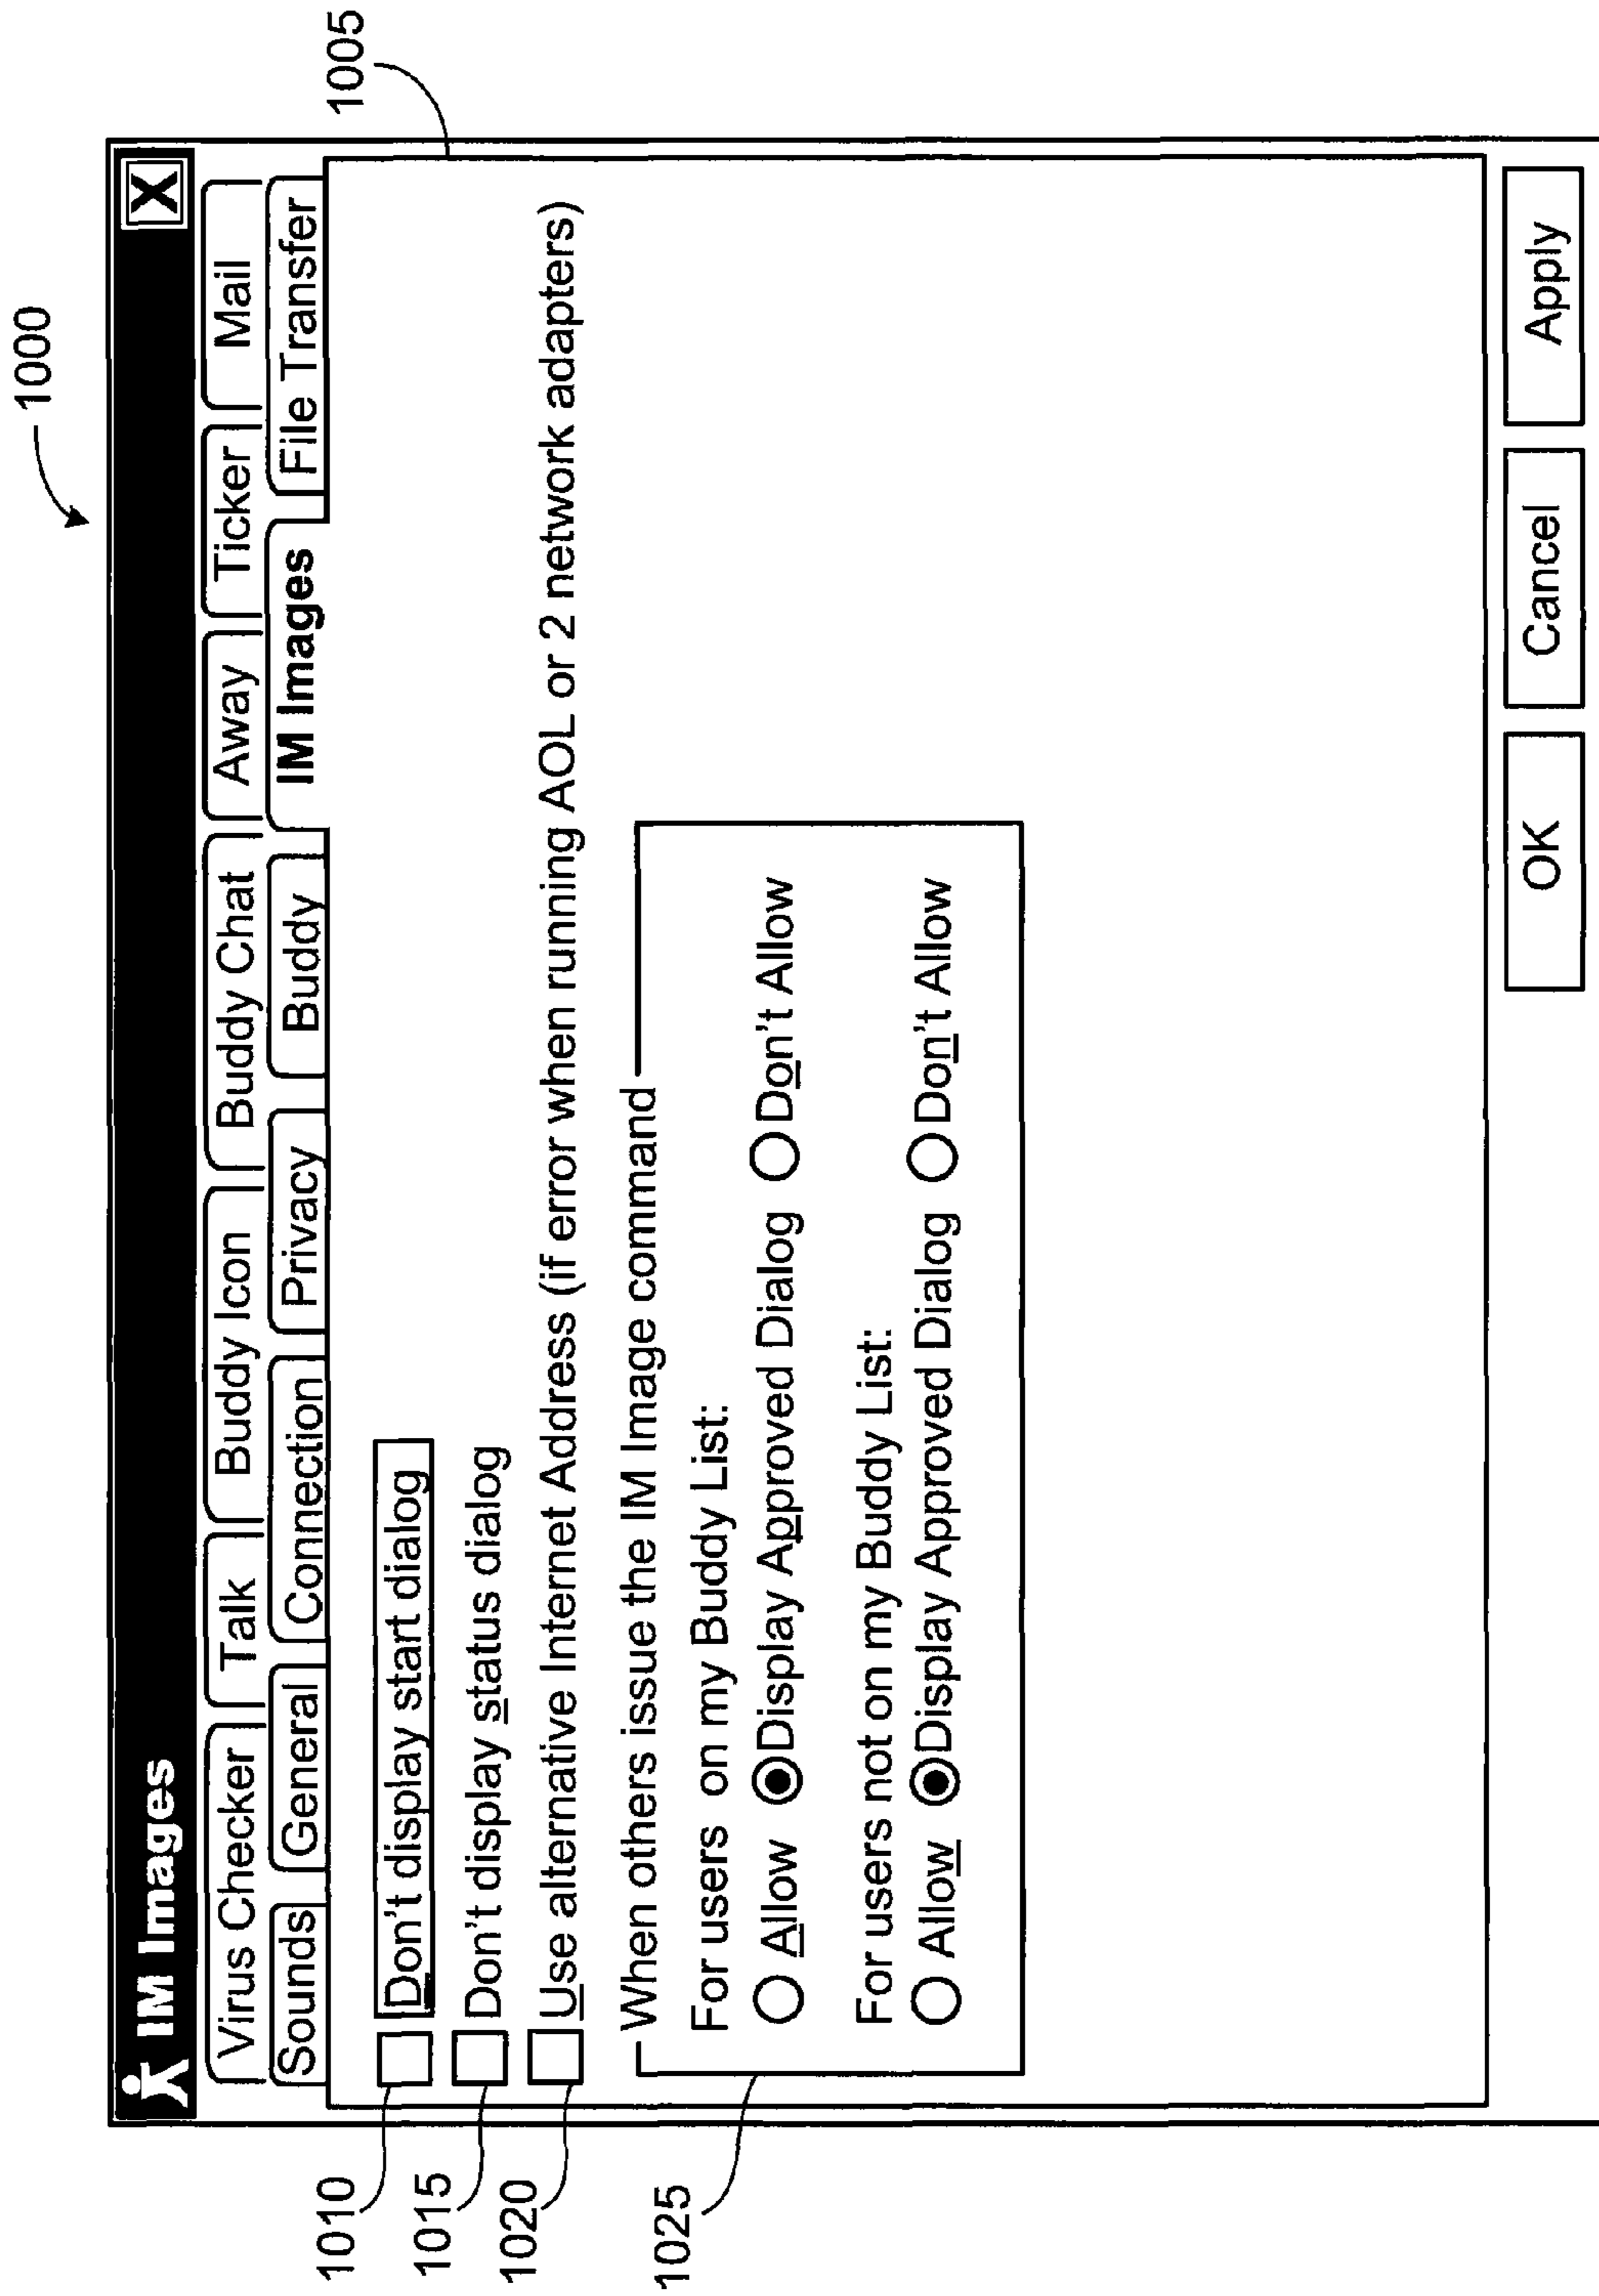 1000
IM Images X
Virus Checker Talk Buddy Icon Buddy Chat Away Ticker Mail
Sounds General Connection Privacy Buddy IM Images File Transfer
1005
1010 Don't display start dialog
1015 Don't display status dialog
1020 Use alternative Internet Address (if error when running AOL or 2 network adapters)
When others issue the IM Image command
1025
For users on my Buddy List:
Allow Display Approved Dialog Don't Allow
For users not on my Buddy List:
Allow Display Approved Dialog Don't Allow
OK Cancel Apply